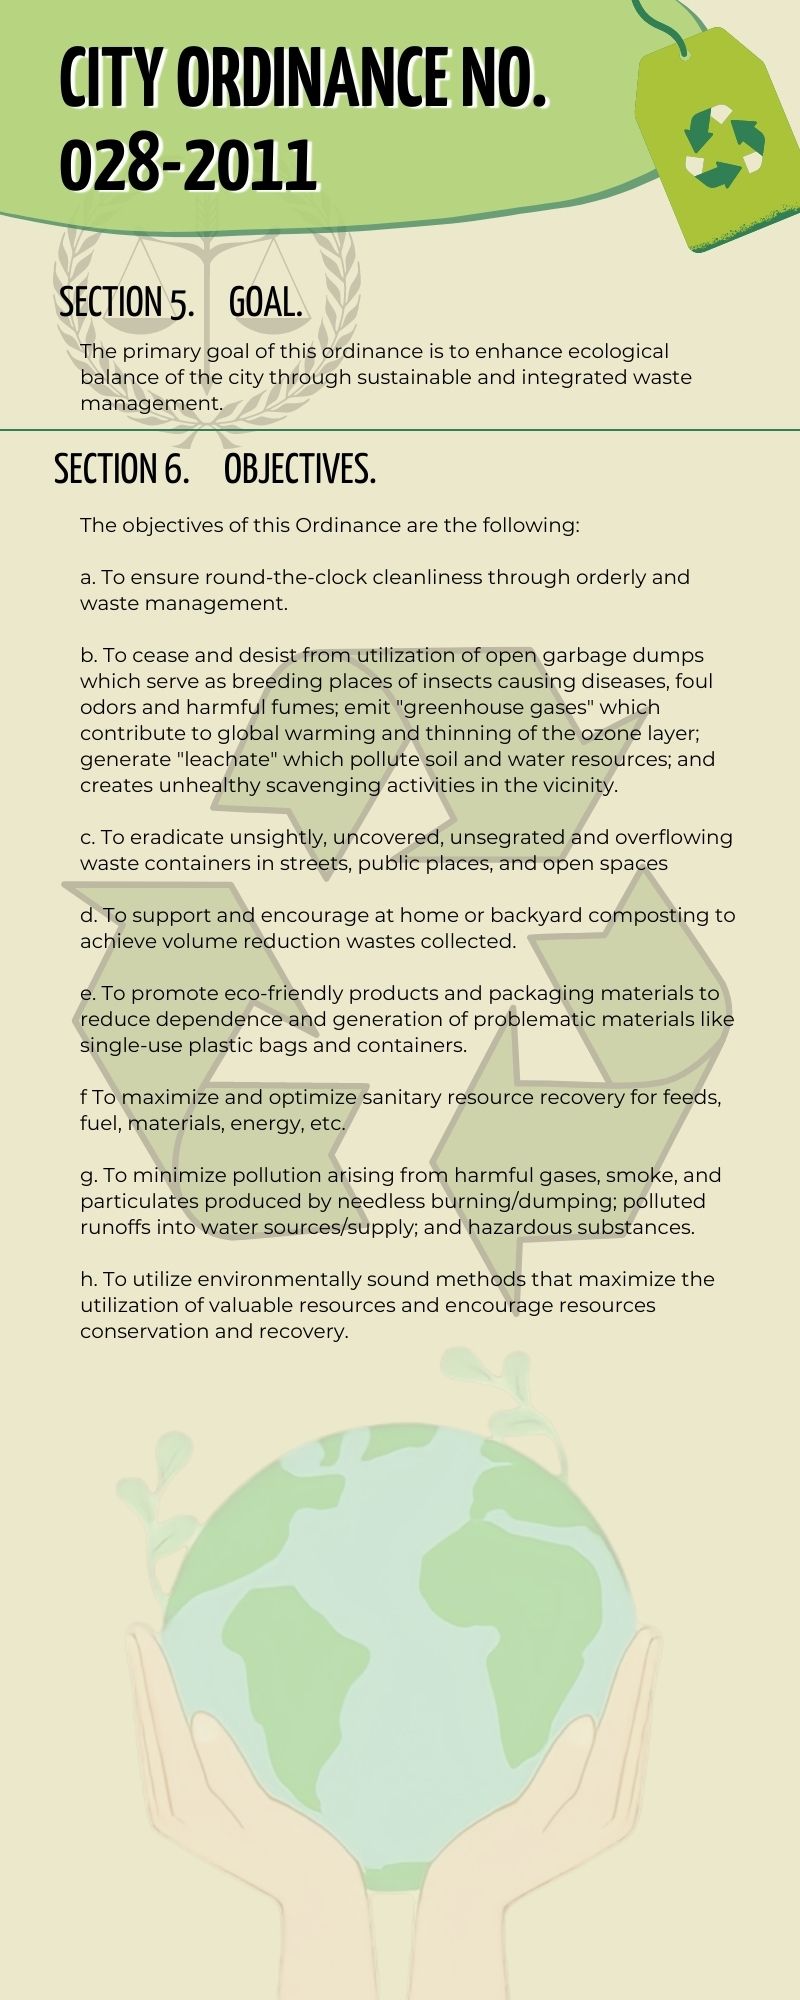 CITY ORDINANCE NO.
028-2011
SECTION 5. GOAL.
The primary goal of this ordinance is to enhance ecological
balance of the city through sustainable and integrated waste
management.
SECTION 6. OBJECTIVES.
The objectives of this Ordinance are the following:
a. To ensure round-the-clock cleanliness through orderly and
waste management.
b. To cease and desist from utilization of open garbage dumps
which serve as breeding places of insects causing diseases, foul
odors and harmful fumes; emit "greenhouse gases" which
contribute to global warming and thinning of the ozone layer;
generate "leachate" which pollute soil and water resources; and
creates unhealthy scavenging activities in the vicinity.
c. To eradicate unsightly, uncovered, unsegrated and overflowing
waste containers in streets, public places, and open spaces
d. To support and encourage at home or backyard composting to
achieve volume reduction wastes collected.
e. To promote eco-friendly products and packaging materials to
reduce dependence and generation of problematic materials like
single-use plastic bags and containers.
f To maximize and optimize sanitary resource recovery for feeds,
fuel, materials, energy, etc.
g. To minimize pollution arising from harmful gases, smoke, and
particulates produced by needless burning/dumping; polluted
runoffs into water sources/supply; and hazardous substances.
h. To utilize environmentally sound methods that maximize the
utilization of valuable resources and encourage resources
conservation and recovery.